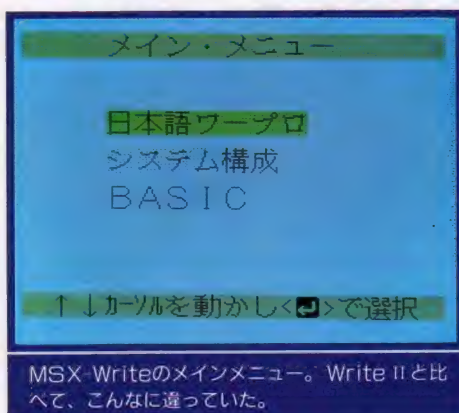 メイン・メニュー
日本語ワープロ
システム構成
BASIC
↑↓カーソルを動かし<⏎>で選択
MSX-Writeのメインメニュー。Write IIと比
べて、こんなに違っていた。